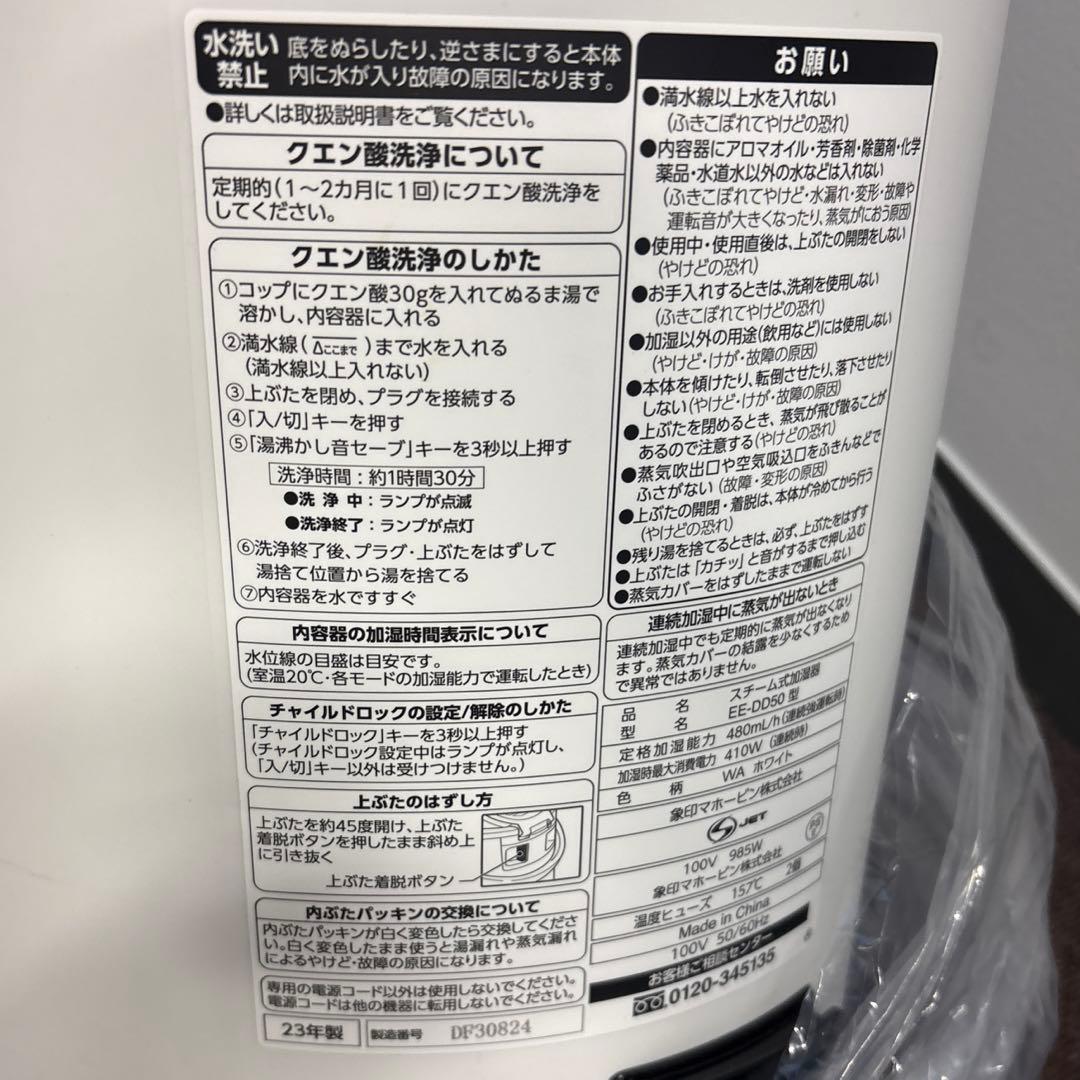 水洗い
禁止
底をぬらしたり、逆さまにすると本体
内に水が入り故障の原因になります。
●詳しくは取扱説明書をご覧ください。
クエン酸洗浄について
定期的(1〜2カ月に1回)にクエン酸洗浄を
してください。
クエン酸洗浄のしかた
①コップにクエン酸30gを入れてぬるま湯で
溶かし、内容器に入れる
②満水線(△ここまで)まで水を入れる
(満水線以上入れない)
③上ぶたを閉め、プラグを接続する
④「入/切」キーを押す
⑤「湯沸かし音セーブ」キーを3秒以上押す
洗浄時間:約1時間30分
●洗浄中:ランプが点滅
●洗浄終了:ランプが点灯
⑥洗浄終了後、プラグ・上ぶたをはずして
湯捨て位置から湯を捨てる
⑦内容器を水ですすぐ
内容器の加湿時間表示について
水位線の目盛は目安です。
(室温20℃・各モードの加湿能力で運転したとき)
チャイルドロックの設定/解除のしかた
「チャイルドロック」キーを3秒以上押す
(チャイルドロック設定中はランプが点灯し、
「入/切」キー以外は受けつけません。)
上ぶたのはずし方
上ぶたを約45度開け、上ぶた
着脱ボタンを押したまま斜め上
に引き抜く
上ぶた着脱ボタン
内ぶたパッキンの交換について
内ぶたパッキンが白く変色したら交換してくださ
い。白く変色したまま使うと湯漏れや蒸気漏れ
によるやけど・故障の原因になります。
専用の電源コード以外は使用しないでください。
電源コードは他の機器に転用しないでください。
23年製
製造番号 DF30824
お願い
●満水線以上水を入れない
(ふきこぼれてやけどの恐れ)
●内容器にアロマオイル・芳香剤・除菌剤・化学
薬品・水道水以外の水などは入れない
(ふきこぼれてやけど・水漏れ・変形・故障や
運転音が大きくなったり、蒸気がにおう原因)
●使用中・使用直後は、上ぶたの開閉をしない
(やけどの恐れ)
●お手入れするときは、洗剤を使用しない
(ふきこぼれてやけどの恐れ)
●加湿以外の用途(飲用など)には使用しない
(やけど・けが・故障の原因)
●本体を傾けたり、転倒させたり、落下させたり
しない(やけど・けが・故障の原因)
●上ぶたを閉めるとき、蒸気が飛び散ることが
あるので注意する(やけどの恐れ)
●蒸気吹出口や空気吸込口をふきんなどで
ふさがない(故障・変形の原因)
●上ぶたの開閉・着脱は、本体が冷めてから行う
(やけどの恐れ)
●残り湯を捨てるときは、必ず、上ぶたをはずす
●上ぶたは「カチッ」と音がするまで押し込む
●蒸気カバーをはずしたままで運転しない
連続加湿中に蒸気が出ないとき
連続加湿中でも定期的に蒸気が出なくなり
ます。蒸気カバーの結露を少なくするため
で異常ではありません。
品名 スチーム式加湿器
型名 EE-DD50型
定格加湿能力 480mL/h(連続強運転時)
加湿時最大消費電力 410W(連続時)
色柄 WA ホワイト
象印マホービン株式会社
JET
PS
E
100V 985W
象印マホービン株式会社
温度ヒューズ 157℃ 2個
Made in China
100V 50/60Hz
お客様ご相談センター
0120-345135